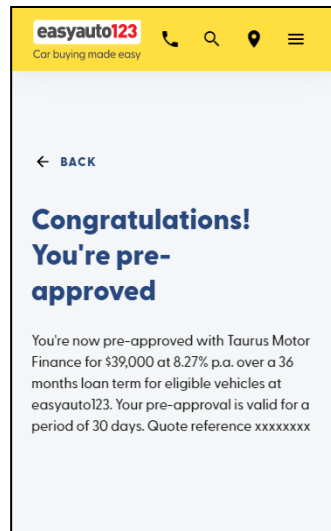 easyauto123
Car buying made easy
BACK
Congratulations!
You're pre-
approved
You're now pre-approved with Taurus Motor
Finance for $39,000 at 8.27% p.a. over a 36
months loan term for eligible vehicles at
easyauto123. Your pre-approval is valid for a
period of 30 days. Quote reference xxxxxxxx